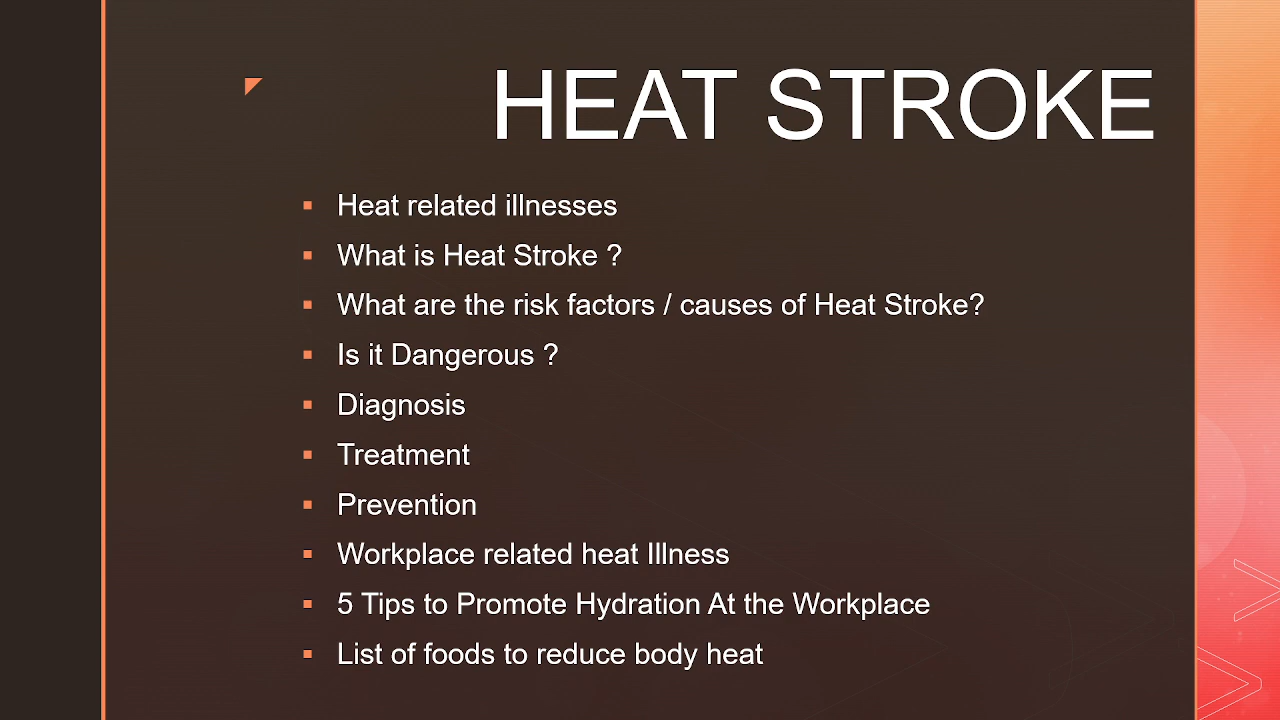 HEAT STROKE
Heat related illnesses
What is Heat Stroke ?
What are the risk factors / causes of Heat Stroke?
Is it Dangerous ?
Diagnosis
Treatment
Prevention
Workplace related heat Illness
5 Tips to Promote Hydration At the Workplace
List of foods to reduce body heat